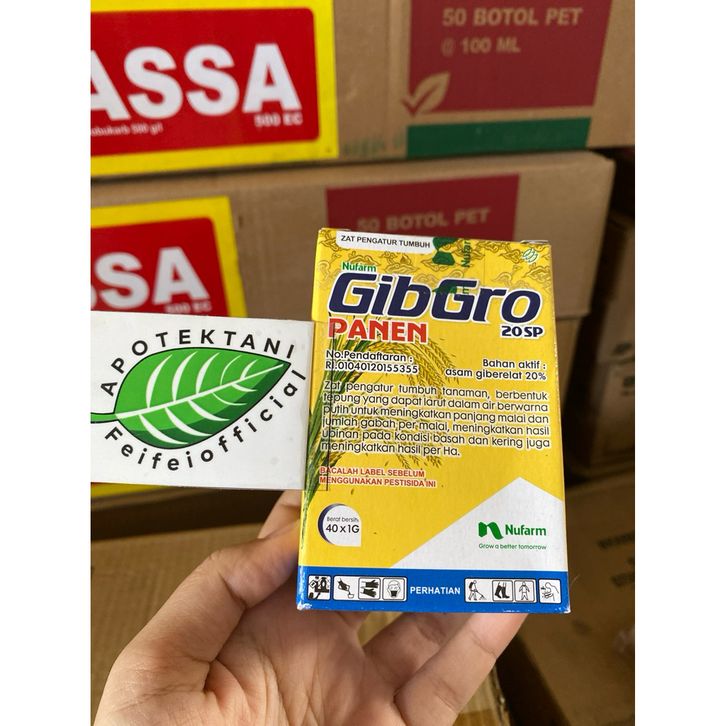 ASSA
500 EC
50 BOTOL PET
@ 100 ML
50 BOTOL PET
SSA
500 EC
APOTEKTANI
Feifeiofficial
ZAT PENGATUR TUMBUH
Nufarm
GibGro
20SP
PANEN
No.Pendaftaran :
RI.01040120155355
Bahan aktif :
asam giberelat 20%
Zat pengatur tumbuh tanaman, berbentuk
tepung yang dapat larut dalam air berwarna
putih untuk meningkatkan panjang malai dan
jumlah gabah per malai, meningkatkan hasil
ubinan pada kondisi basah dan kering juga
meningkatkan hasil per Ha.
BACALAH LABEL SEBELUM
MENGGUNAKAN PESTISIDA INI
Berat bersih
40 x 1G
Nufarm
Grow a better tomorrow
PERHATIAN